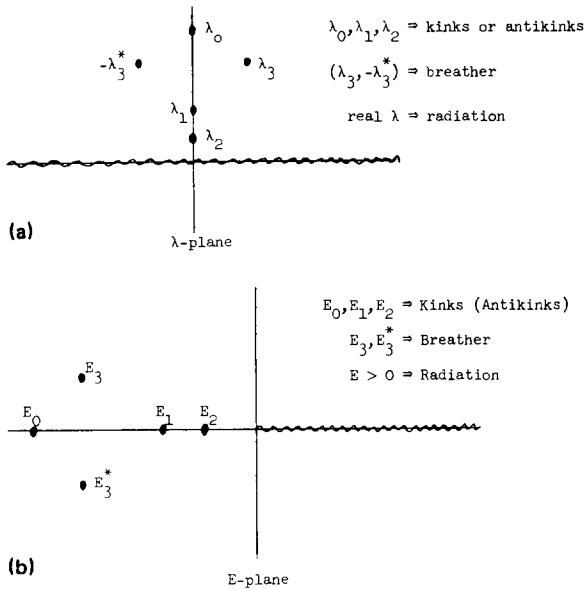 λ₀
-λ₃*
λ₃
λ₁
λ₂
λ₀,λ₁,λ₂ ⇒ kinks or antikinks
(λ₃,-λ₃*) ⇒ breather
real λ ⇒ radiation
(a)
λ-plane
E₀,E₁,E₂ ⇒ Kinks (Antikinks)
E₃,E₃* ⇒ Breather
E > 0 ⇒ Radiation
E₃
E₀
E₁
E₂
E₃*
(b)
E-plane